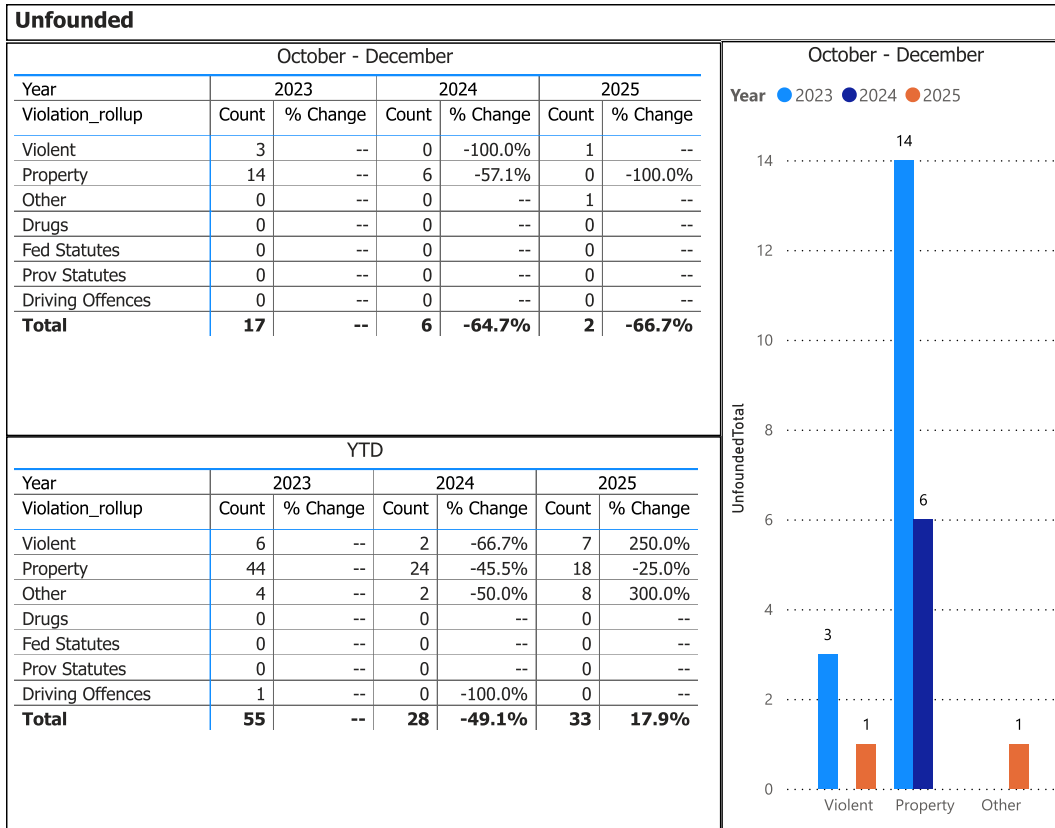 Unfounded
October - December
Year 2023 2024 2025
Violation_rollup Count % Change Count % Change Count % Change
Violent 3 -- 0 -100.0% 1 --
Property 14 -- 6 -57.1% 0 -100.0%
Other 0 -- 0 -- 1 --
Drugs 0 -- 0 -- 0 --
Fed Statutes 0 -- 0 -- 0 --
Prov Statutes 0 -- 0 -- 0 --
Driving Offences 0 -- 0 -- 0 --
Total 17 -- 6 -64.7% 2 -66.7%
YTD
Year 2023 2024 2025
Violation_rollup Count % Change Count % Change Count % Change
Violent 6 -- 2 -66.7% 7 250.0%
Property 44 -- 24 -45.5% 18 -25.0%
Other 4 -- 2 -50.0% 8 300.0%
Drugs 0 -- 0 -- 0 --
Fed Statutes 0 -- 0 -- 0 --
Prov Statutes 0 -- 0 -- 0 --
Driving Offences 1 -- 0 -100.0% 0 --
Total 55 -- 28 -49.1% 33 17.9%
October - December
Year 2023 2024 2025
UnfoundedTotal
14
12
10
8
6
4
2
0
3
1
14
6
1
Violent Property Other